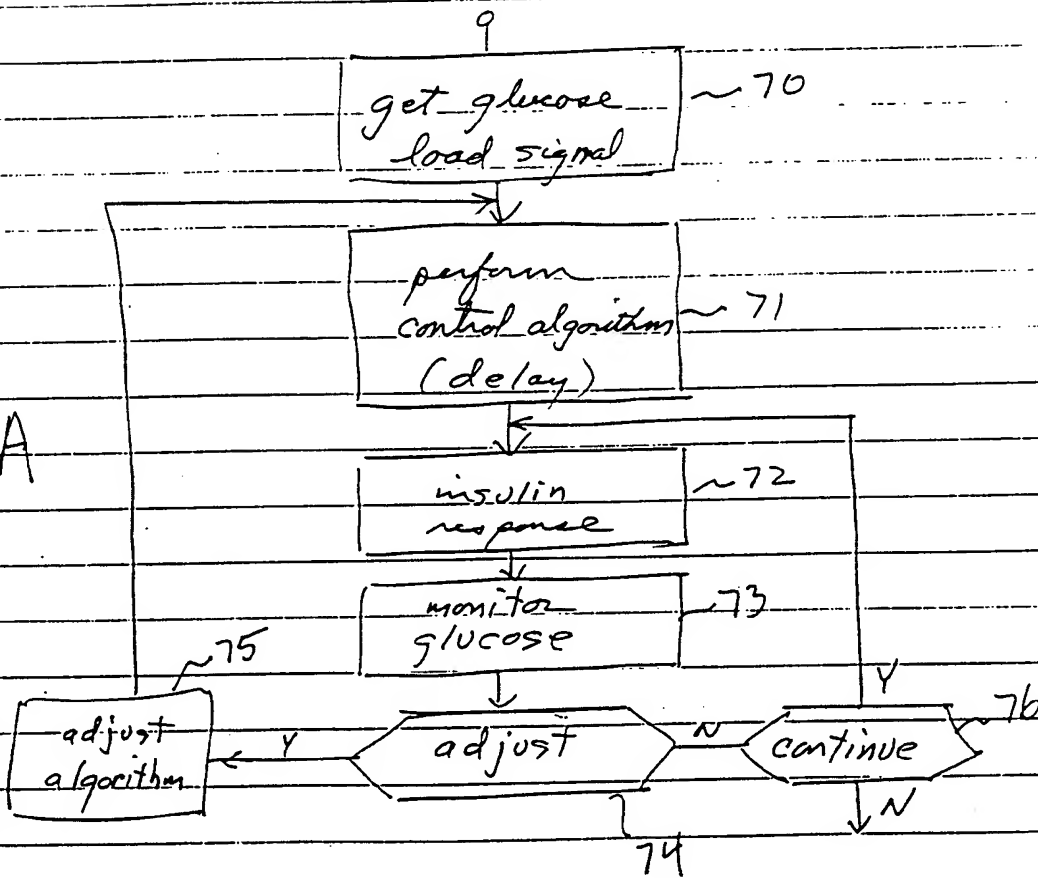 get glucose
load signal
70
perform
control algorithm
(delay)
71
A
insulin
response
72
monitor
glucose
73
75
adjust
algorithm
Y
adjust
74
N
continue
76
Y
N